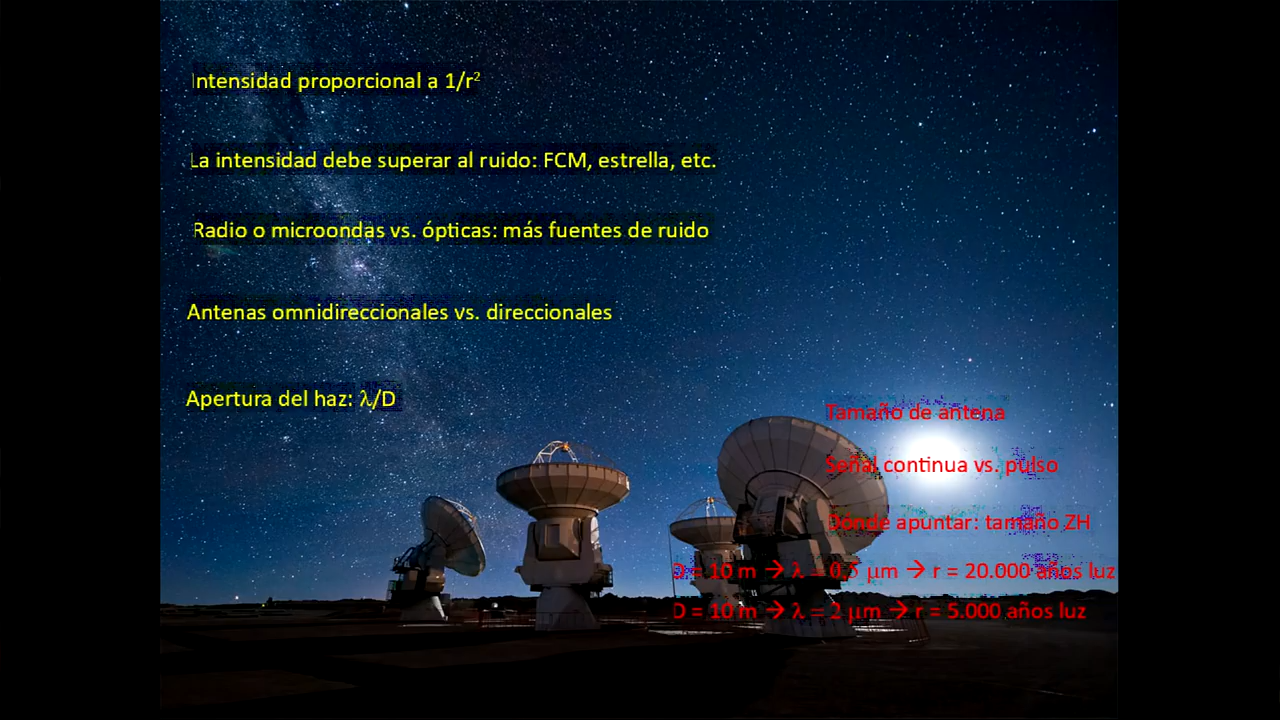 Intensidad proporcional a 1/r²
La intensidad debe superar al ruido: FCM, estrella, etc.
Radio o microondas vs. ópticas: más fuentes de ruido
Antenas omnidireccionales vs. direccionales
Apertura del haz: λ/D
Tamaño de antena
Señal continua vs. pulso
Dónde apuntar: tamaño ZH
D = 10 m → λ = 0,5 μm → r = 20.000 años luz
D = 10 m → λ = 2 μm → r = 5.000 años luz